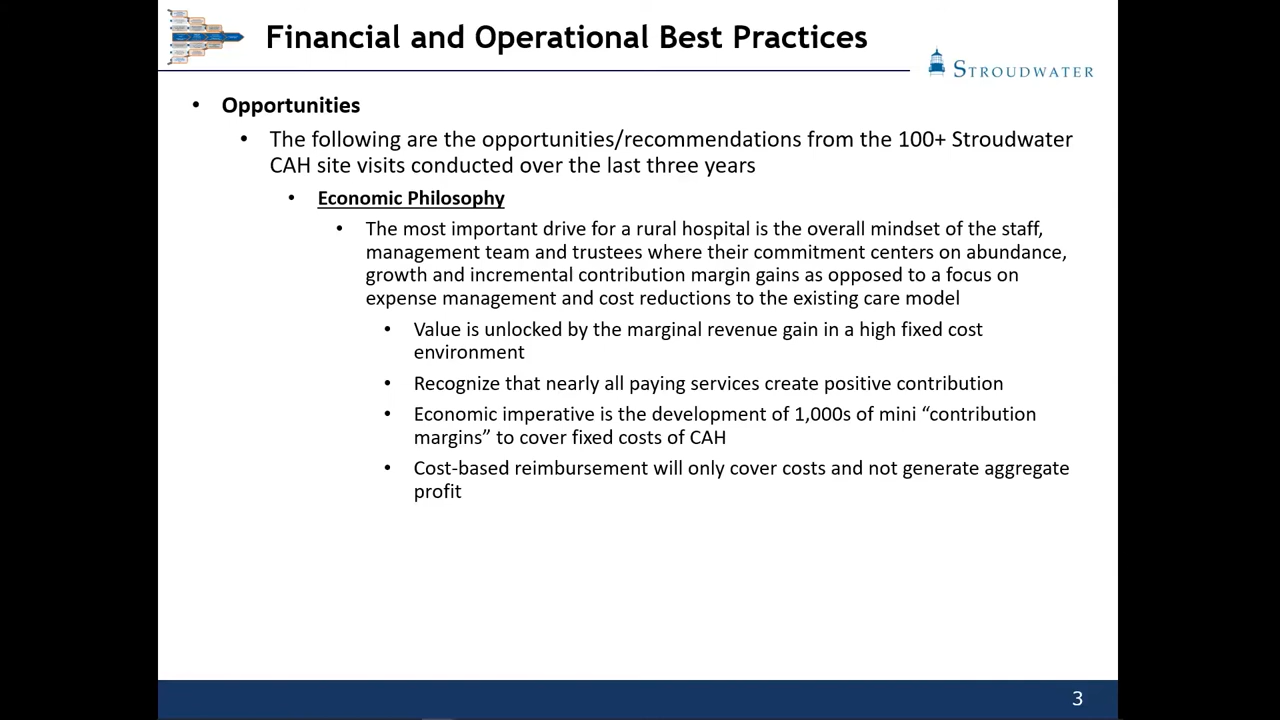 Financial and Operational Best Practices
STROUDWATER
• Opportunities
• The following are the opportunities/recommendations from the 100+ Stroudwater
CAH site visits conducted over the last three years
• Economic Philosophy
• The most important drive for a rural hospital is the overall mindset of the staff,
management team and trustees where their commitment centers on abundance,
growth and incremental contribution margin gains as opposed to a focus on
expense management and cost reductions to the existing care model
• Value is unlocked by the marginal revenue gain in a high fixed cost
environment
• Recognize that nearly all paying services create positive contribution
• Economic imperative is the development of 1,000s of mini “contribution
margins” to cover fixed costs of CAH
• Cost-based reimbursement will only cover costs and not generate aggregate
profit
3